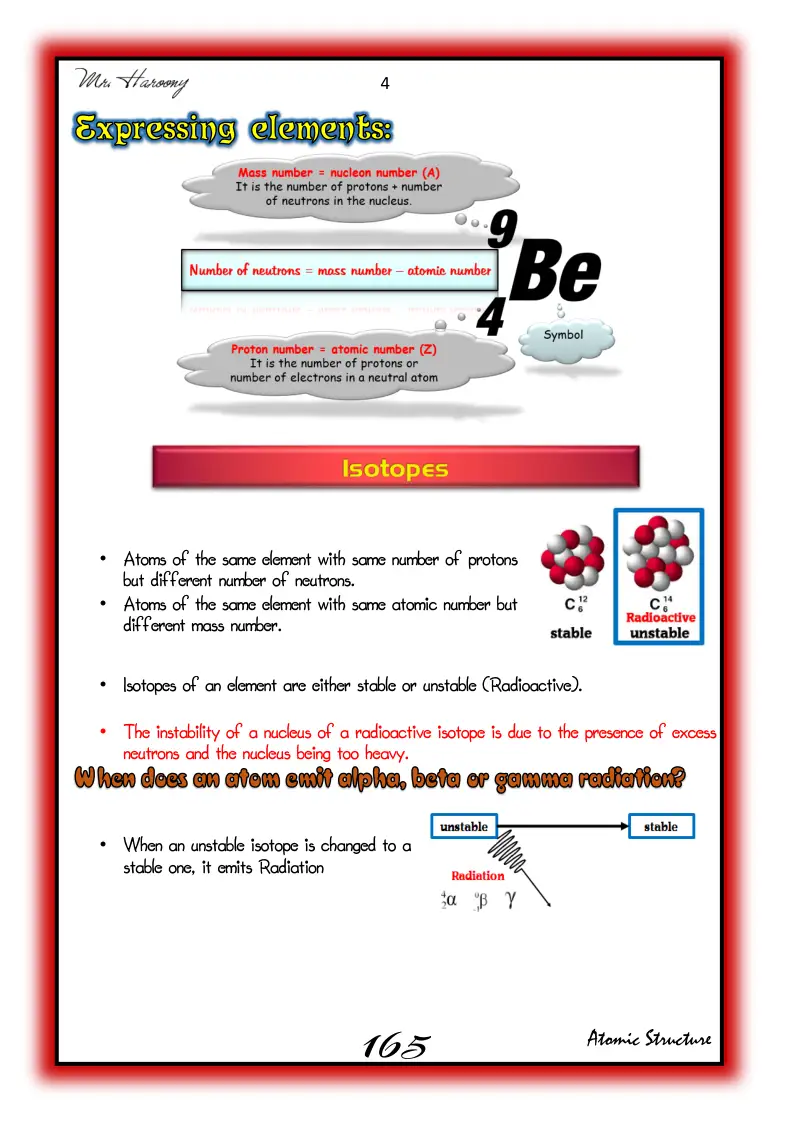 Mr. Haroony
4
Expressing elements:
Mass number = nucleon number (A)
It is the number of protons + number
of neutrons in the nucleus.
9
Be
4
Number of neutrons = mass number – atomic number
Symbol
Proton number = atomic number (Z)
It is the number of protons or
number of electrons in a neutral atom
Isotopes
• Atoms of the same element with same number of protons
but different number of neutrons.
• Atoms of the same element with same atomic number but
different mass number.
C 12 6
stable
C 14 6
Radioactive
unstable
• Isotopes of an element are either stable or unstable (Radioactive).
• The instability of a nucleus of a radioactive isotope is due to the presence of excess
neutrons and the nucleus being too heavy.
When does an atom emit alpha, beta or gamma radiation?
• When an unstable isotope is changed to a
stable one, it emits Radiation
unstable
stable
Radiation
4 2 α 0 -1 β γ
165
Atomic Structure